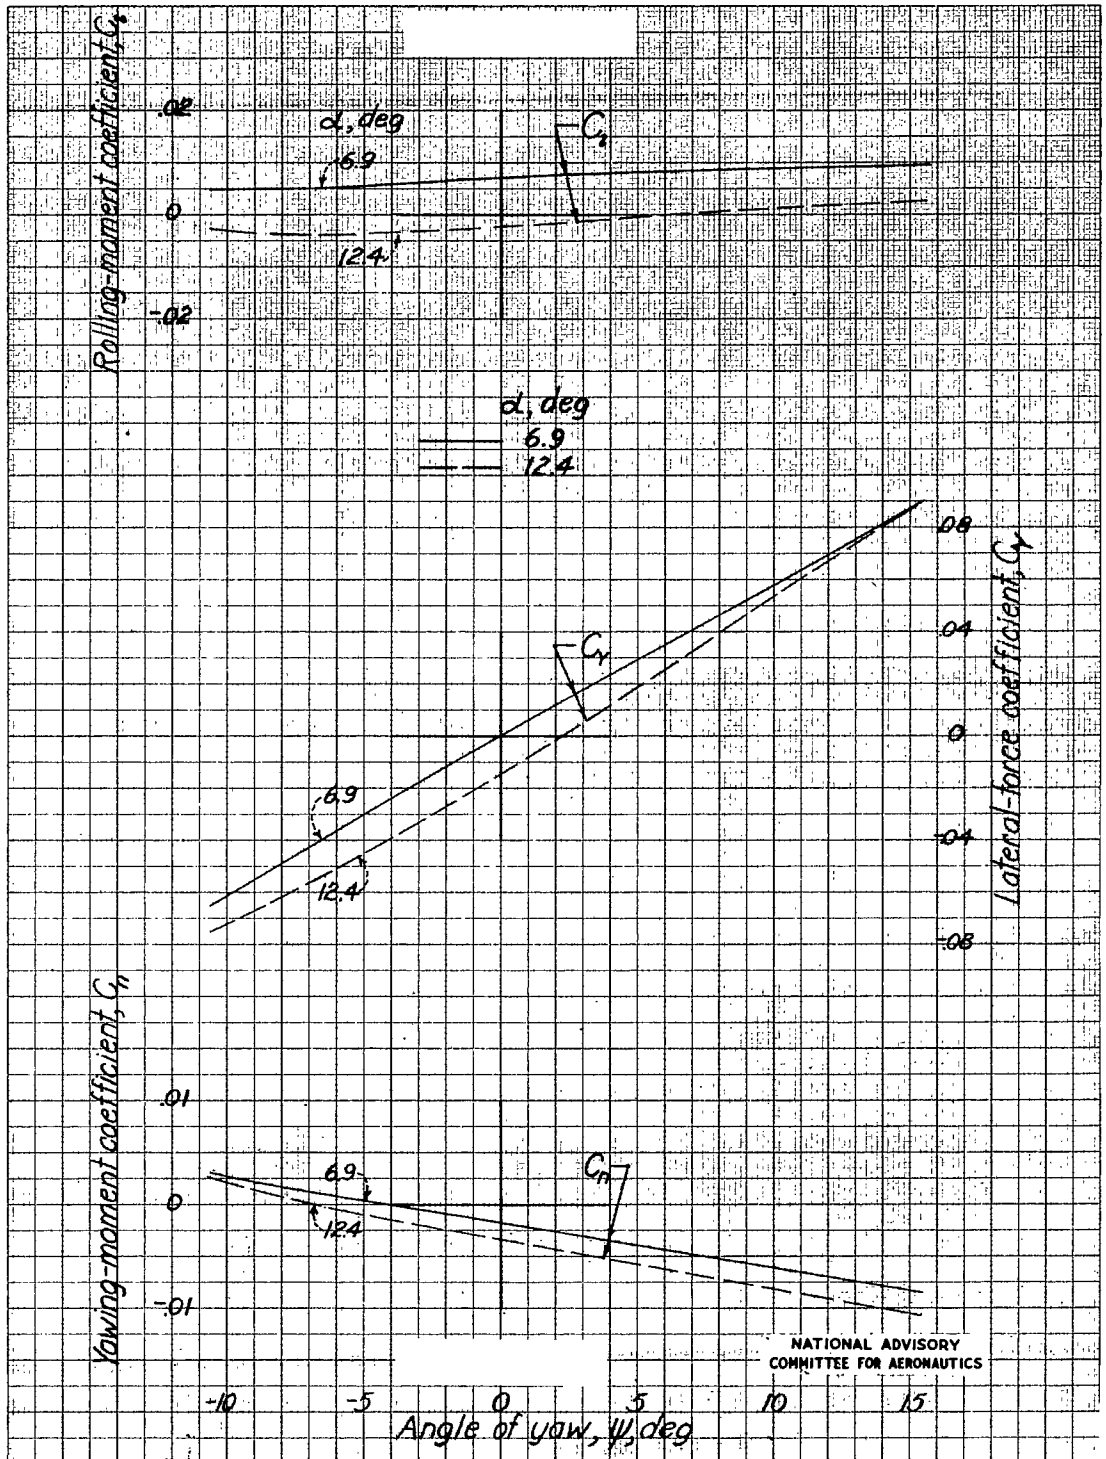 Rolling-moment coefficient, Cl
.02
0
-.02
α, deg
6.9
12.4
Cl
α, deg
6.9
12.4
Lateral-force coefficient, CY
.08
.04
0
-.04
-.08
CY
6.9
12.4
Yawing-moment coefficient, Cn
.01
0
-.01
6.9
12.4
Cn
NATIONAL ADVISORY
COMMITTEE FOR AERONAUTICS
-10 -5 0 5 10 15
Angle of yaw, ψ, deg